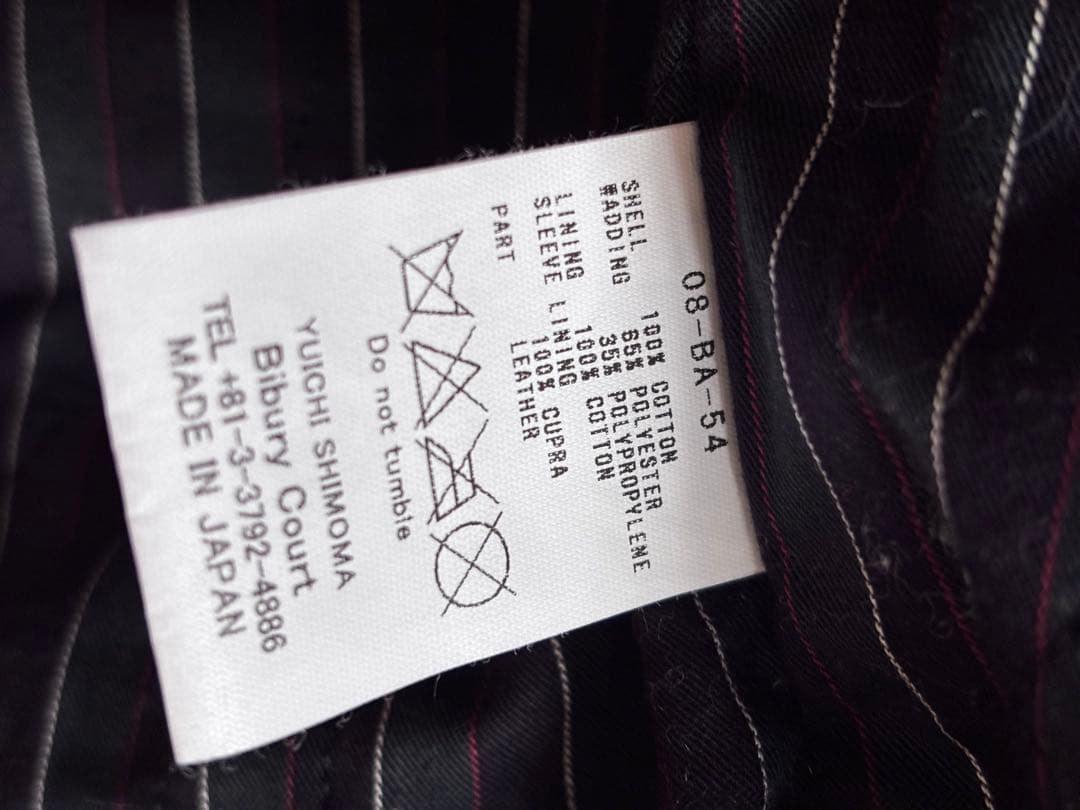 08-BA-54
SHELL 100% COTTON
WADDING 65% POLYESTER
35% POLYPROPYLENE
LINING 100% COTTON
SLEEVE LINING 100% CUPRA
PART LEATHER
Do not tumble
YUICHI SHIMOMA
Bibury Court
TEL +81-3-3792-4886
MADE IN JAPAN